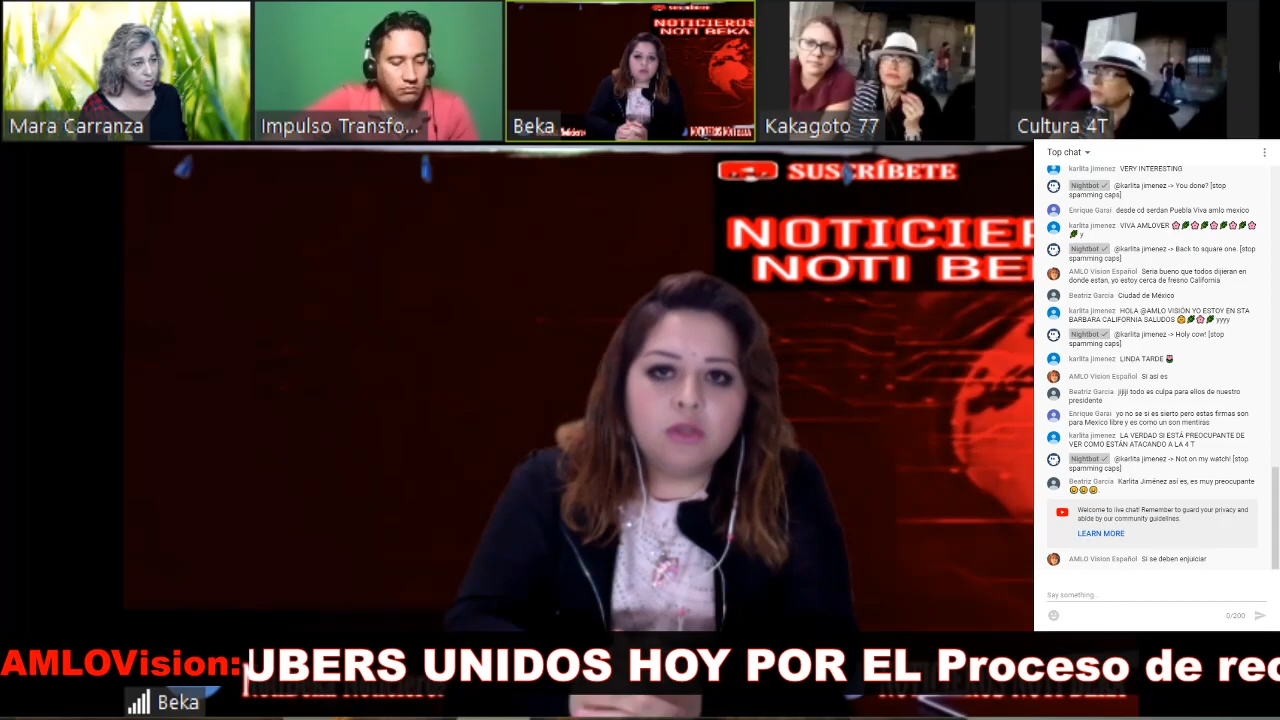 NOTICIEROS
NOTI BEKA
Mara Carranza
Impulso Transfo...
Beka
Kakagoto 77
Cultura 4T
SUSCRÍBETE
NOTICIER
NOTI BE
Top chat
karlita jimenez VERY INTERESTING
Nightbot @karlita jimenez -> You done? [stop
spamming caps]
Enrique Garai desde cd serdan Puebla Viva amlo mexico
karlita jimenez VIVA AMLOVER 🌸🌵🌸🌵🌸🌵🌸🌵🌸
🌵 y
Nightbot @karlita jimenez -> Back to square one. [stop
spamming caps]
AMLO Vision Español Seria bueno que todos dijieran en
donde estan, yo estoy cerca de fresno California
Beatriz Garcia Ciudad de México
karlita jimenez HOLA @AMLO VISIÓN YO ESTOY EN STA
BARBARA CALIFORNIA SALUDOS yyyy
Nightbot @karlita jimenez -> Holy cow! [stop
spamming caps]
karlita jimenez LINDA TARDE
AMLO Vision Español Si asi es
Beatriz Garcia jijiji todo es culpa para ellos de nuestro
presidente
Enrique Garai yo no se si es sierto pero estas firmas son
para Mexico libre y es como un son mentiras
karlita jimenez LA VERDAD SI ESTÁ PREOCUPANTE DE
VER COMO ESTÁN ATACANDO A LA 4 T
Nightbot @karlita jimenez -> Not on my watch! [stop
spamming caps]
Beatriz Garcia Karlita Jiménez así es, es muy preocupante
Welcome to live chat! Remember to guard your privacy and
abide by our community guidelines.
LEARN MORE
AMLO Vision Español Si se deben enjuiciar
Say something...
0/200
AMLOVision: UBERS UNIDOS HOY POR EL Proceso de rec
Beka